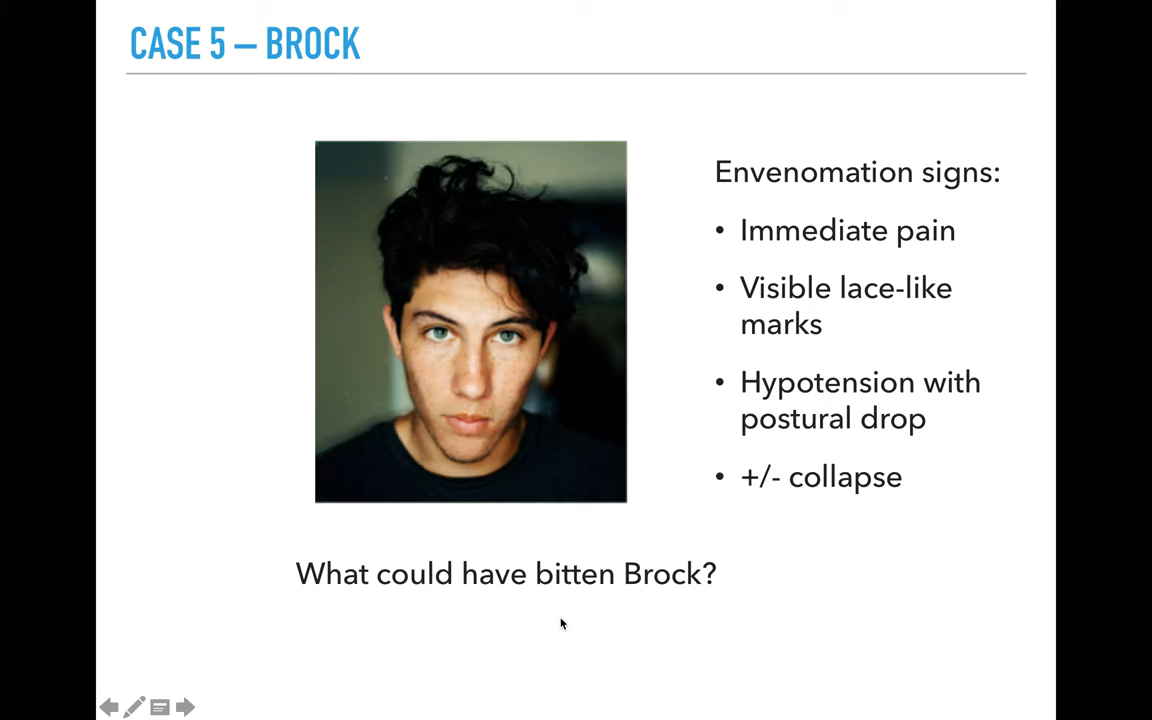 CASE 5 – BROCK
Envenomation signs:
• Immediate pain
• Visible lace-like
marks
• Hypotension with
postural drop
• +/- collapse
What could have bitten Brock?